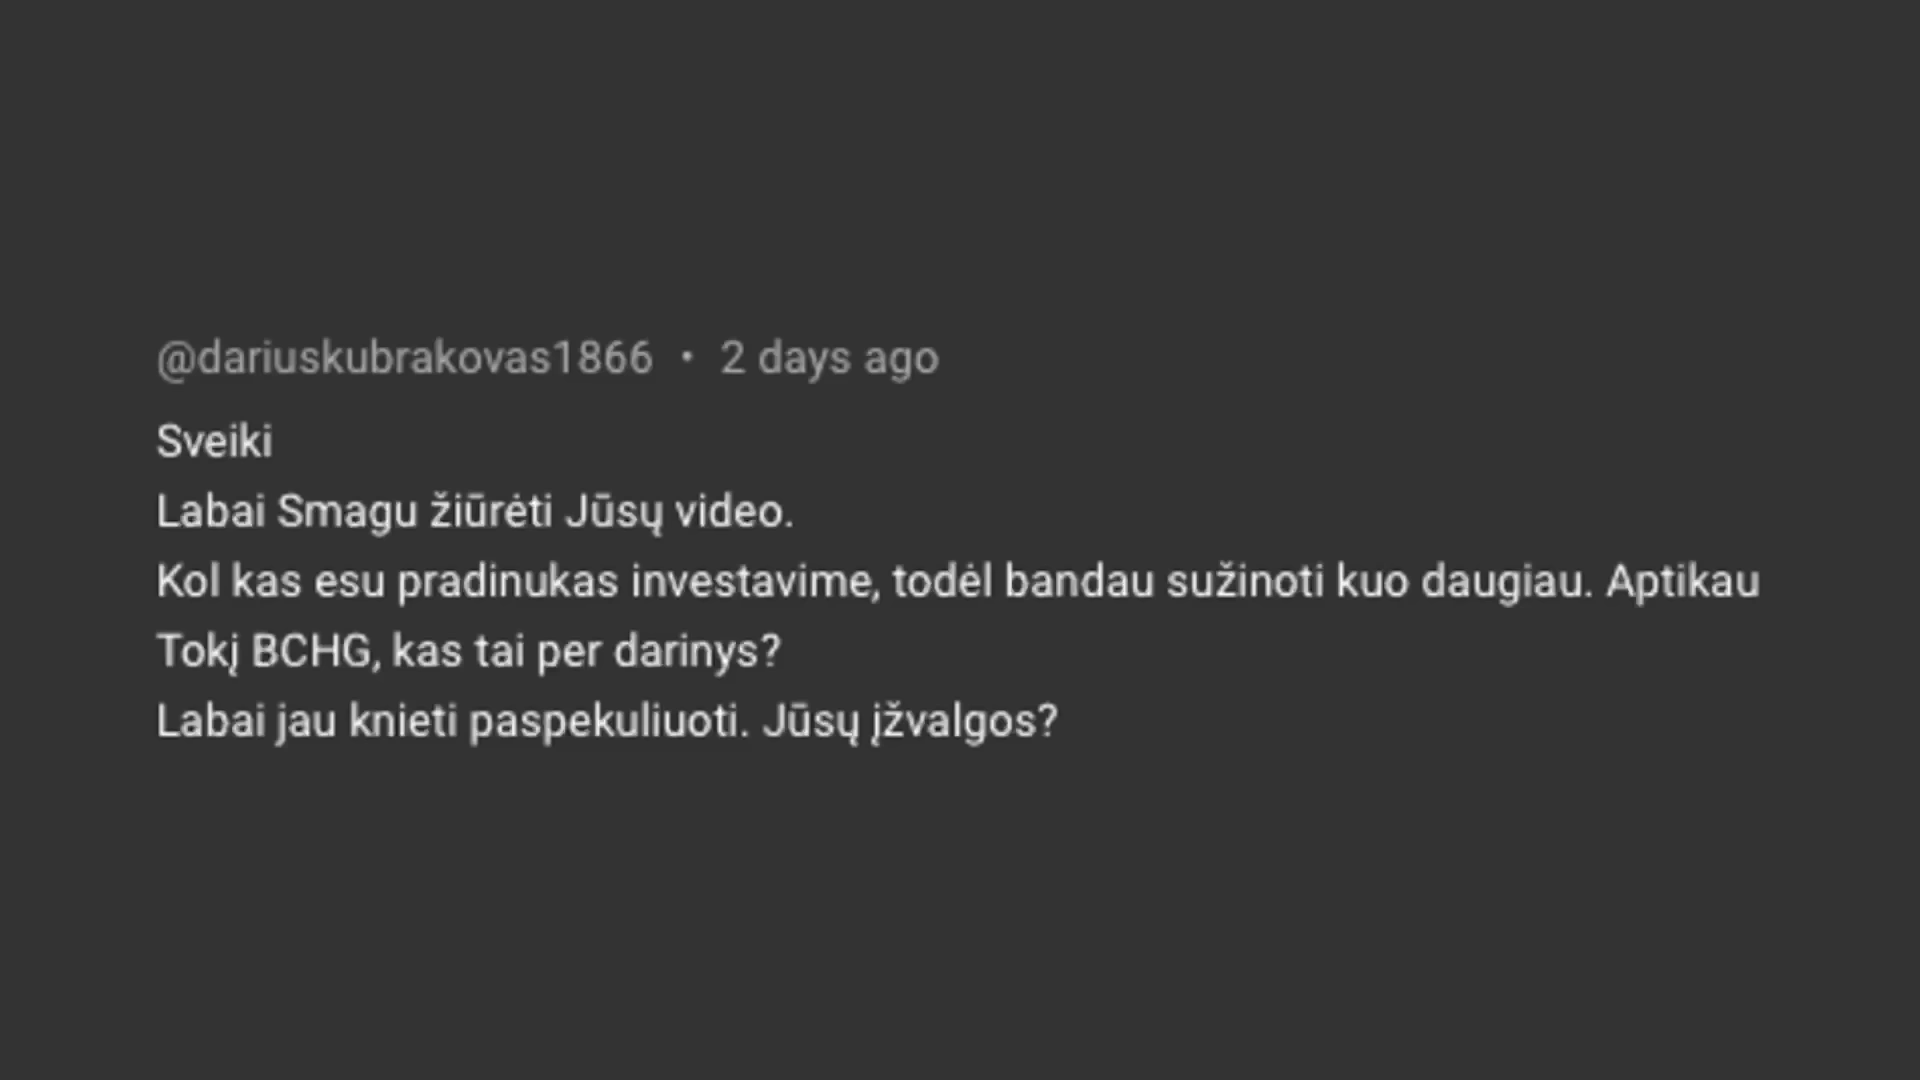 @dariuskubrakovas1866 • 2 days ago
Sveiki
Labai Smagu žiūrėti Jūsų video.
Kol kas esu pradinukas investavime, todėl bandau sužinoti kuo daugiau. Aptikau
Tokį BCHG, kas tai per darinys?
Labai jau knieti paspekuliuoti. Jūsų įžvalgos?